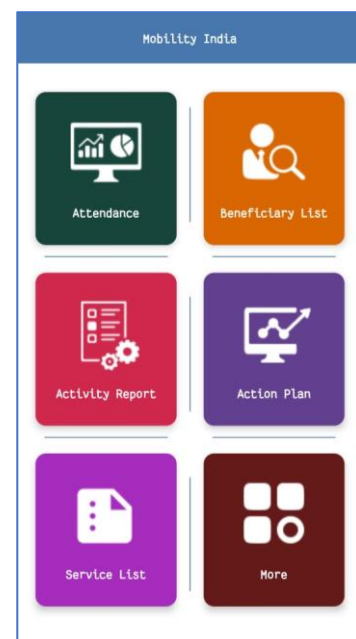 Mobility India
Attendance
Beneficiary List
Activity Report
Action Plan
Service List
More